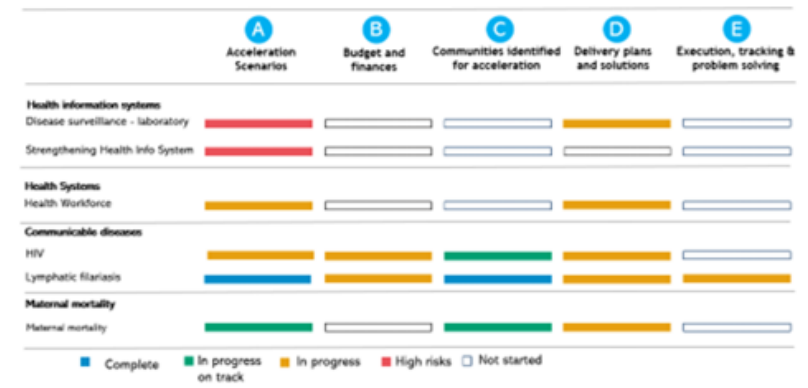 A B C D E
Acceleration Scenarios
Budget and finances
Communities identified for acceleration
Delivery plans and solutions
Execution, tracking & problem solving
Health information systems
Disease surveillance - laboratory
Strengthening Health Info System
Health Systems
Health Workforce
Communicable diseases
HIV
Lymphatic filariasis
Maternal mortality
Maternal mortality
Complete In progress on track In progress High risks Not started